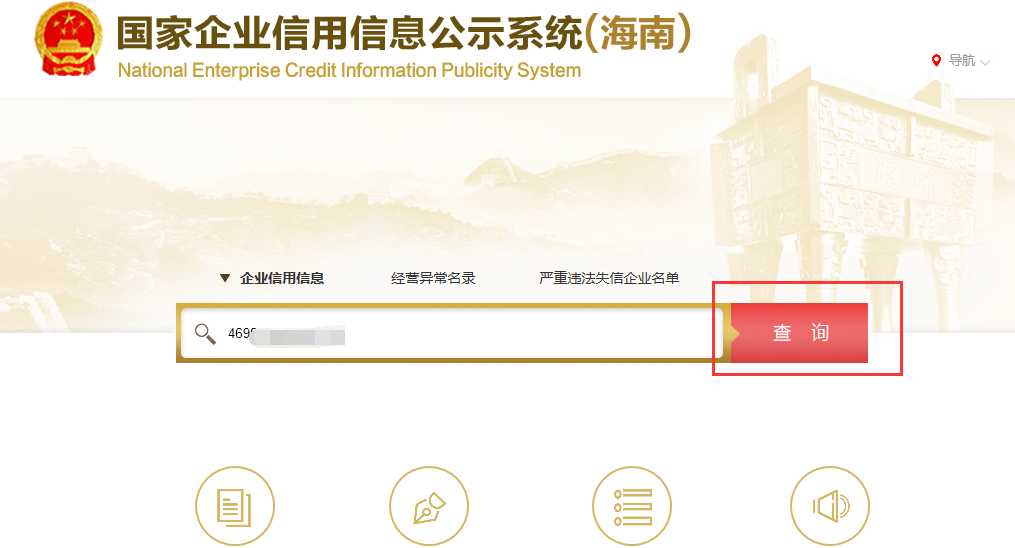 国家企业信用信息公示系统(海南)
National Enterprise Credit Information Publicity System
导航
企业信用信息 经营异常名录 严重违法失信企业名单
469
查 询